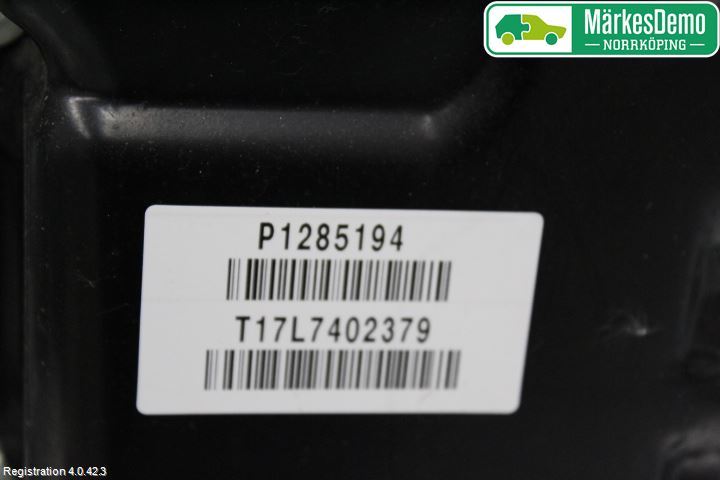 MärkesDemo
NORRKÖPING
P1285194
T17L7402379
Registration 4.0.42.3